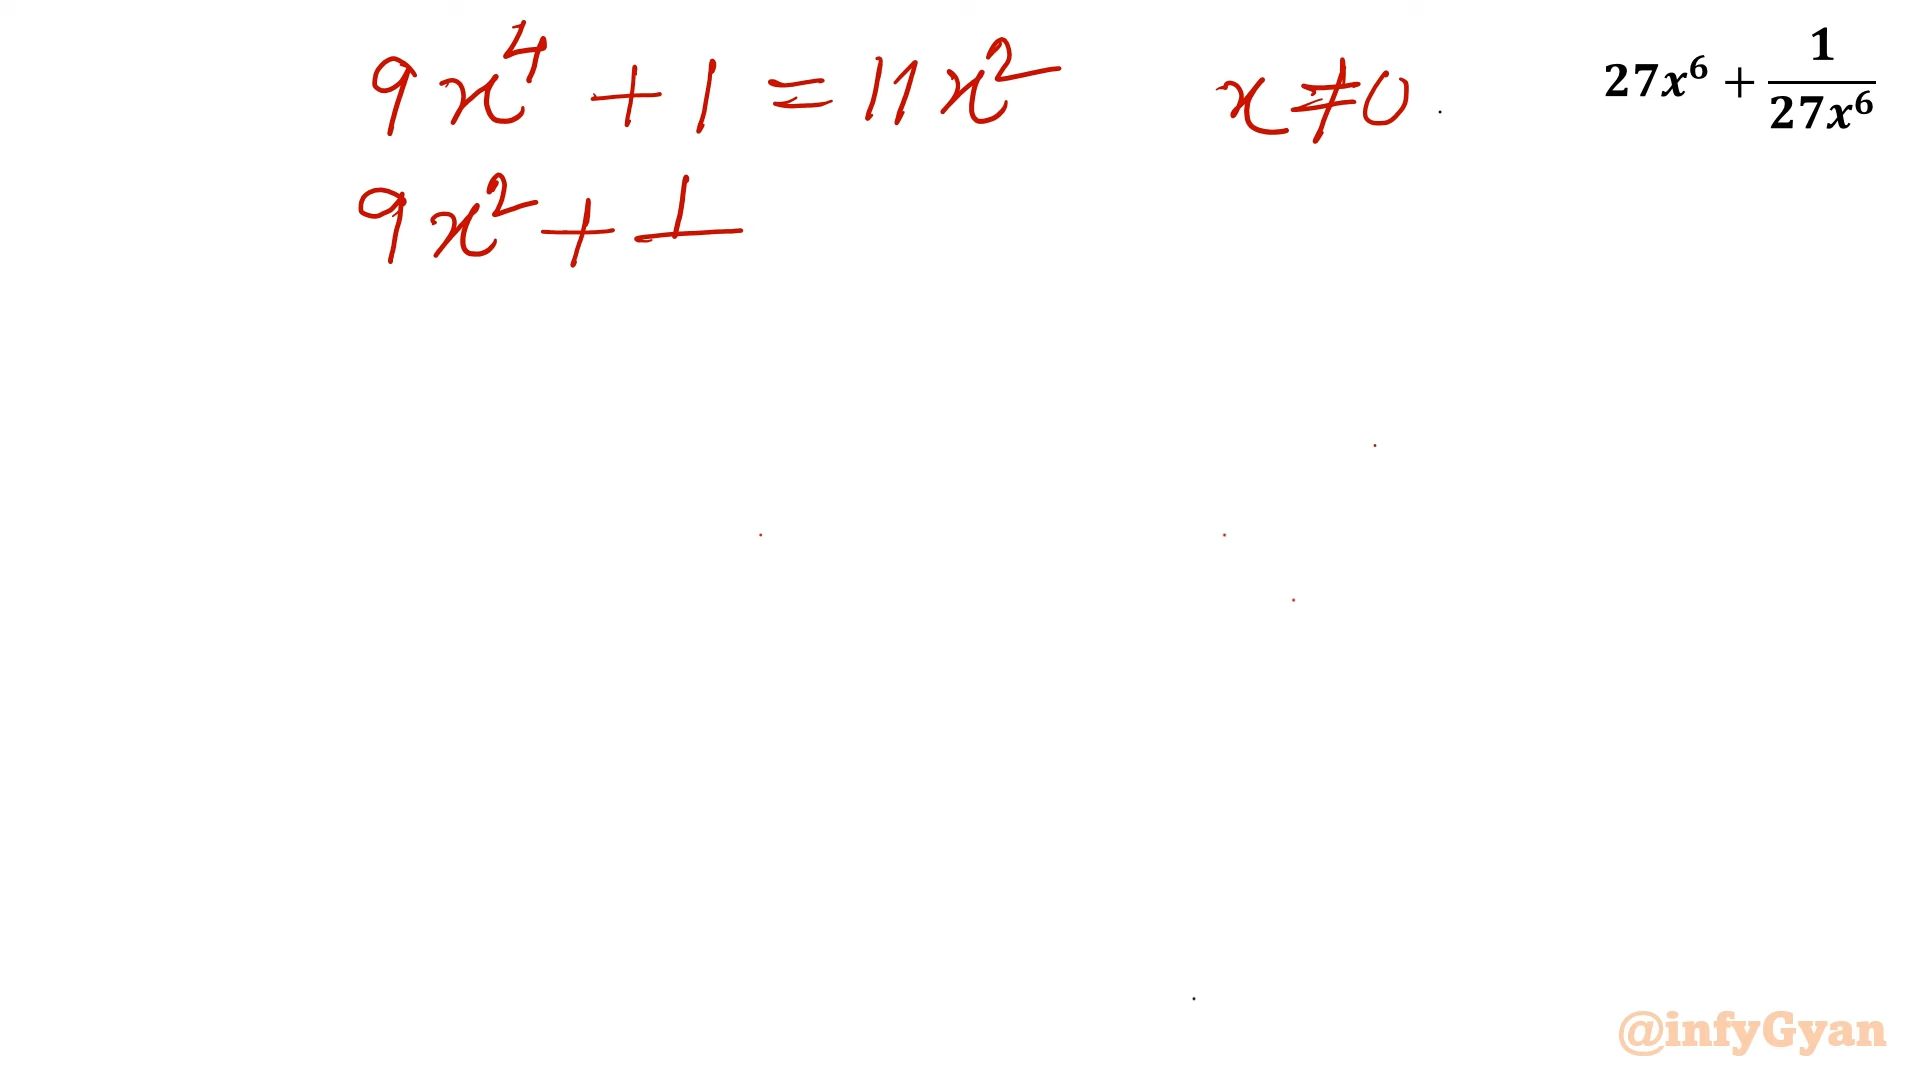 9x⁴ + 1 = 11x² x ≠ 0
27x⁶ + 1/27x⁶
9x² + 1
@infyGyan